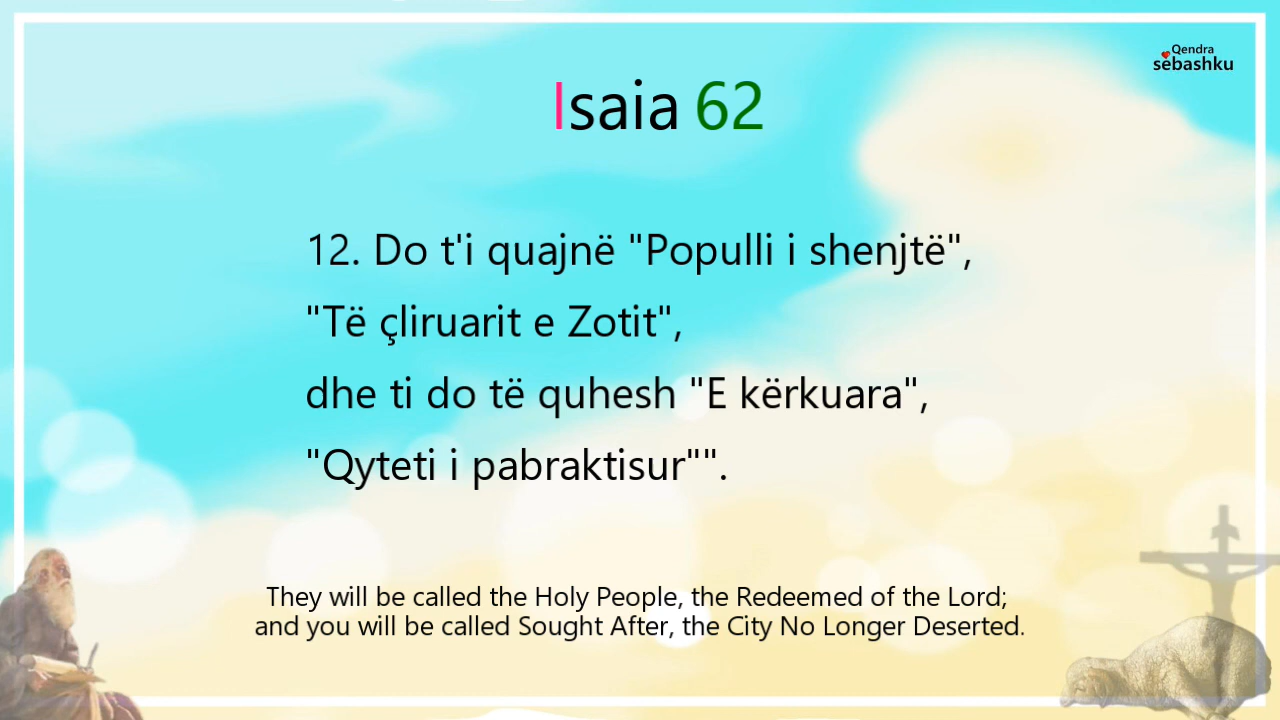 Qendra
sëbashku
Isaia 62
12. Do t'i quajnë "Populli i shenjtë",
"Të çliruarit e Zotit",
dhe ti do të quhesh "E kërkuara",
"Qyteti i pabraktisur"".
They will be called the Holy People, the Redeemed of the Lord;
and you will be called Sought After, the City No Longer Deserted.